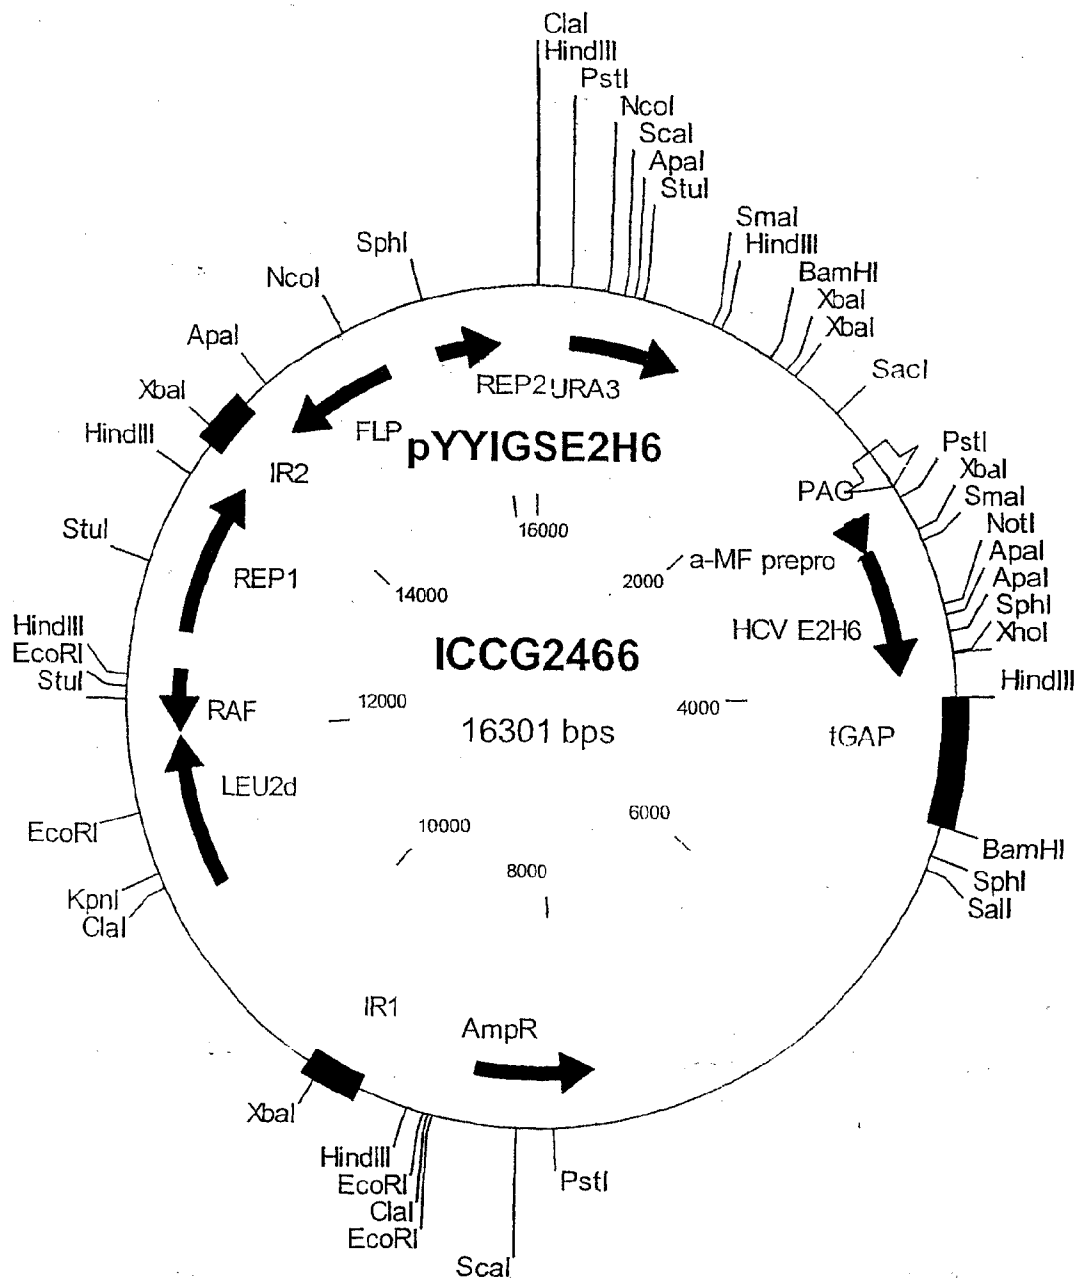 ClaI
HindIII
PstI
NcoI
ScaI
ApaI
StuI
SmaI
HindIII
BamHI
XbaI
XbaI
SacI
PstI
XbaI
SmaI
NotI
ApaI
ApaI
SphI
XhoI
HindIII
BamHI
SphI
SalI
PstI
ScaI
EcoRI
ClaI
EcoRI
HindIII
XbaI
ClaI
KpnI
EcoRI
StuI
EcoRI
HindIII
StuI
HindIII
XbaI
ApaI
NcoI
SphI
REP2
URA3
FLP
pYYIGSE2H6
IR2
PAG
16000
a-MF prepro
2000
14000
REP1
HCV E2H6
ICCG2466
RAF
12000
4000
16301 bps
tGAP
LEU2d
10000
6000
8000
IR1
AmpR